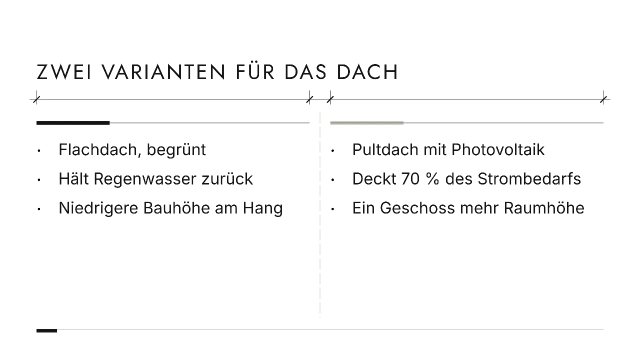 ZWEI VARIANTEN FÜR DAS DACH
· Flachdach, begrünt
· Hält Regenwasser zurück
· Niedrigere Bauhöhe am Hang
· Pultdach mit Photovoltaik
· Deckt 70 % des Strombedarfs
· Ein Geschoss mehr Raumhöhe